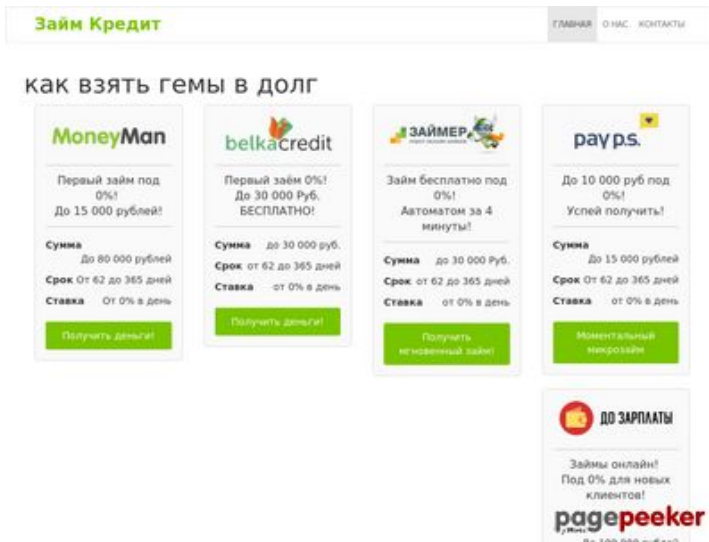 Займ Кредит
ГЛАВНАЯ О НАС КОНТАКТЫ
как взять гемы в долг
MoneyMan
Первый займ под
0%!
До 15 000 рублей!
Сумма
До 80 000 рублей
Срок От 62 до 365 дней
Ставка От 0% в день
Получить деньги!
belkacredit
Первый заём 0%!
До 30 000 Руб.
БЕСПЛАТНО!
Сумма до 30 000 руб.
Срок от 62 до 365 дней
Ставка от 0% в день
Получить деньги!
ЗАЙМЕР
Займ бесплатно под
0%!
Автоматом за 4
минуты!
Сумма до 30 000 Руб.
Срок от 62 до 365 дней
Ставка от 0% в день
Получить
мгновенный займ!
pay p.s.
До 10 000 руб под
0%!
Успей получить!
Сумма
До 15 000 рублей
Срок От 62 до 365 дней
Ставка От 0% в день
Моментальный
микрозайм
ДО ЗАРПЛАТЫ
Займы онлайн!
Под 0% для новых
клиентов!
pagepeeker
До 100 000 рублей